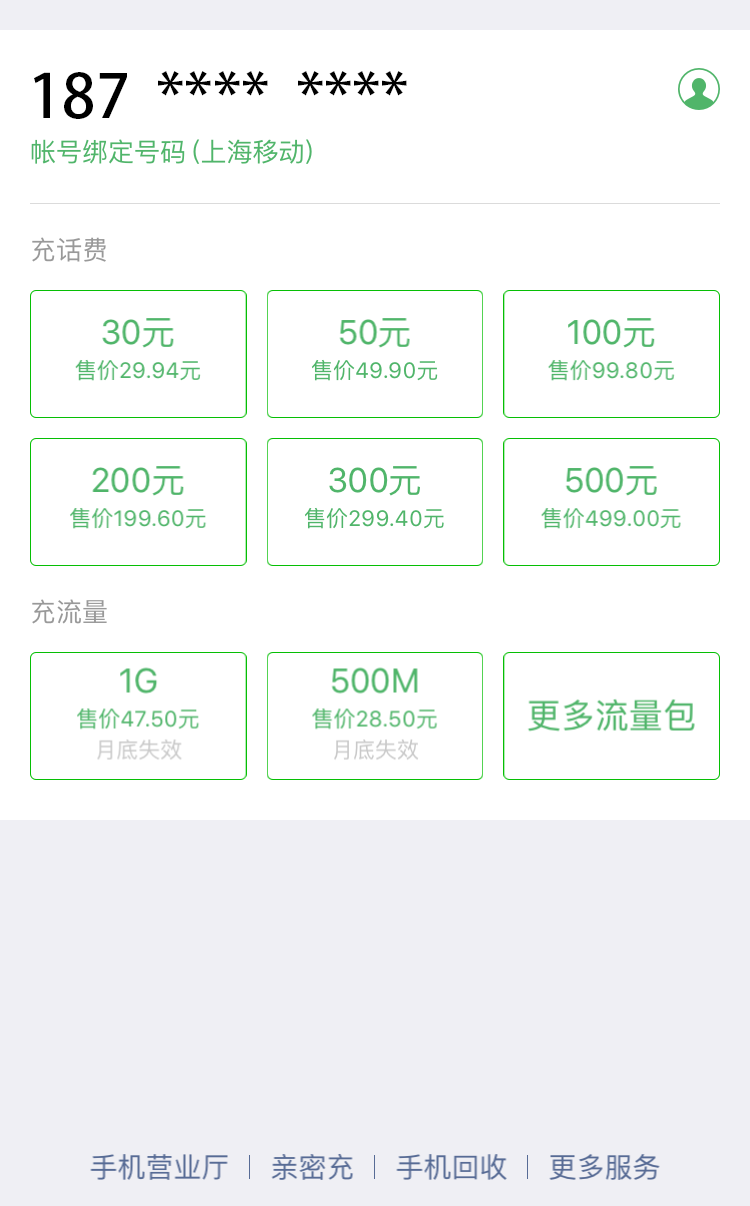 187 **** ****
帐号绑定号码 (上海移动)
充话费
30元 50元 100元
售价29.94元 售价49.90元 售价99.80元
200元 300元 500元
售价199.60元 售价299.40元 售价499.00元
充流量
1G 500M 更多流量包
售价47.50元 售价28.50元
月底失效 月底失效
手机营业厅 | 亲密充 | 手机回收 | 更多服务